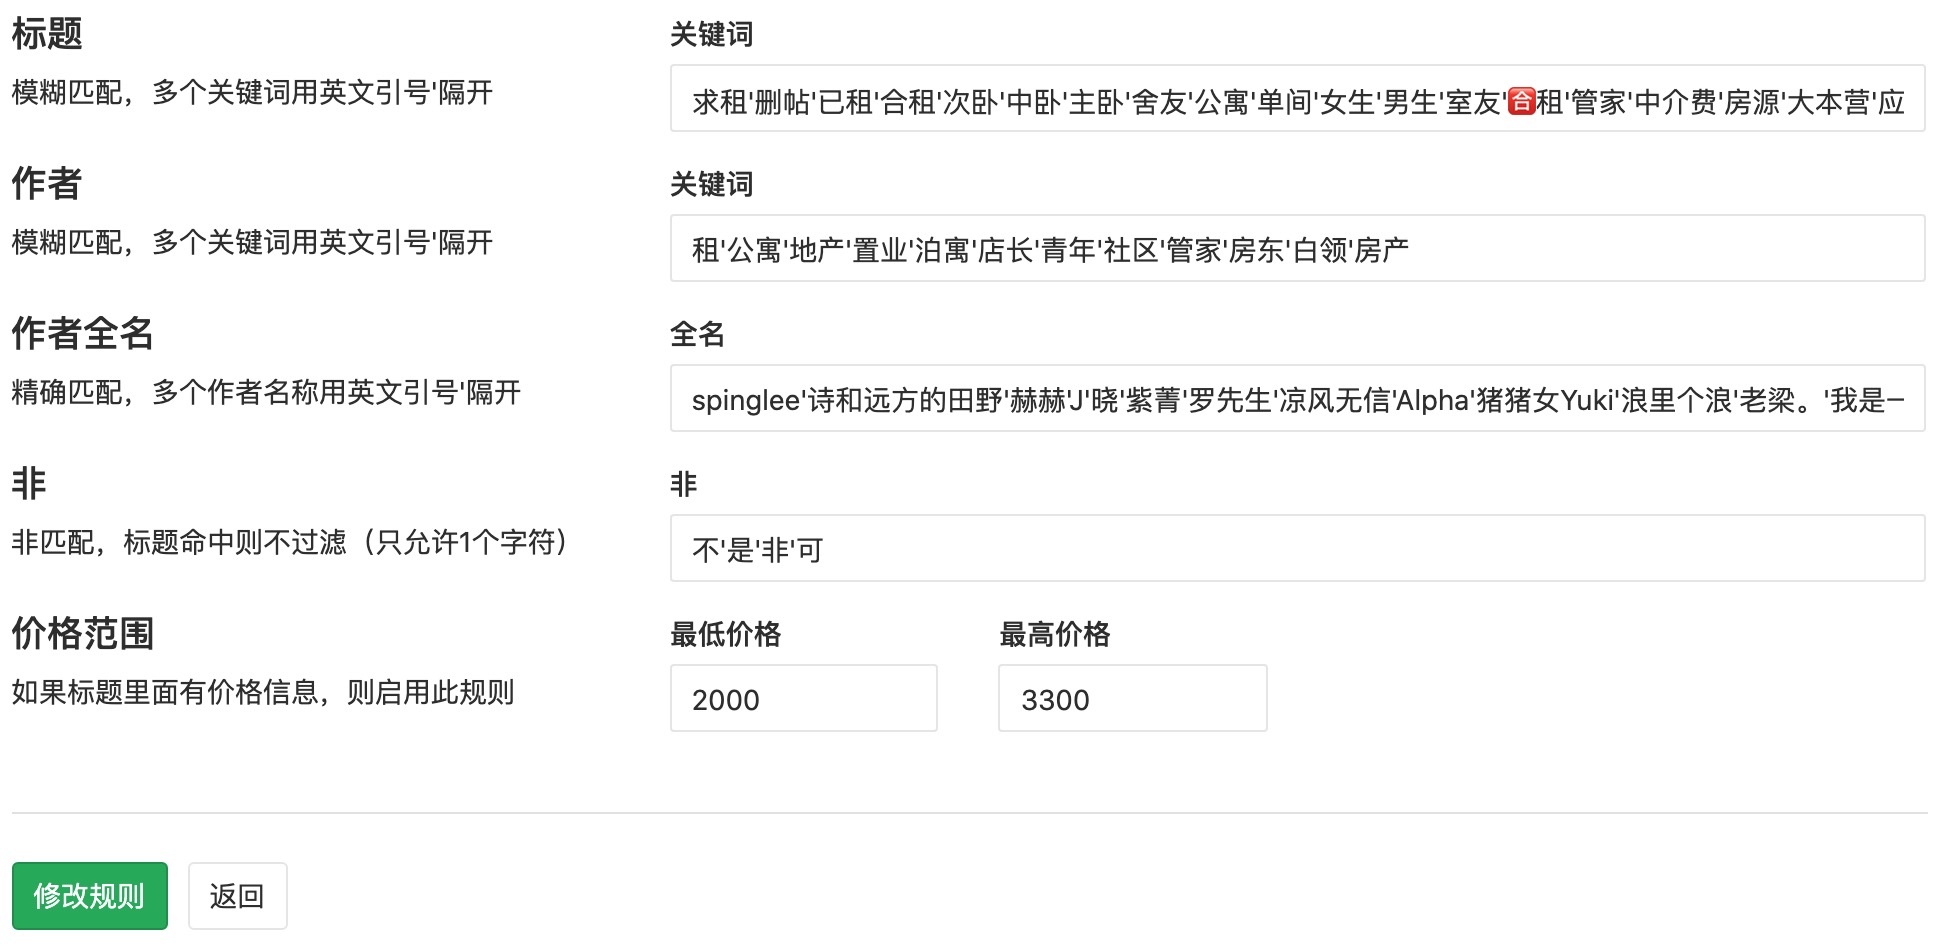 标题
关键词
模糊匹配，多个关键词用英文引号'隔开
求租'删帖'已租'合租'次卧'中卧'主卧'舍友'公寓'单间'女生'男生'室友'🈴租'管家'中介费'房源'大本营'应
作者
关键词
模糊匹配，多个关键词用英文引号'隔开
租'公寓'地产'置业'泊寓'店长'青年'社区'管家'房东'白领'房产
作者全名
全名
精确匹配，多个作者名称用英文引号'隔开
spinglee'诗和远方的田野'赫赫'J'晓'紫菁'罗先生'凉风无信'Alpha'猪猪女Yuki'浪里个浪'老梁。'我是一
非
非
非匹配，标题命中则不过滤（只允许1个字符）
不'是'非'可
价格范围
最低价格 最高价格
如果标题里面有价格信息，则启用此规则
2000 3300
修改规则 返回